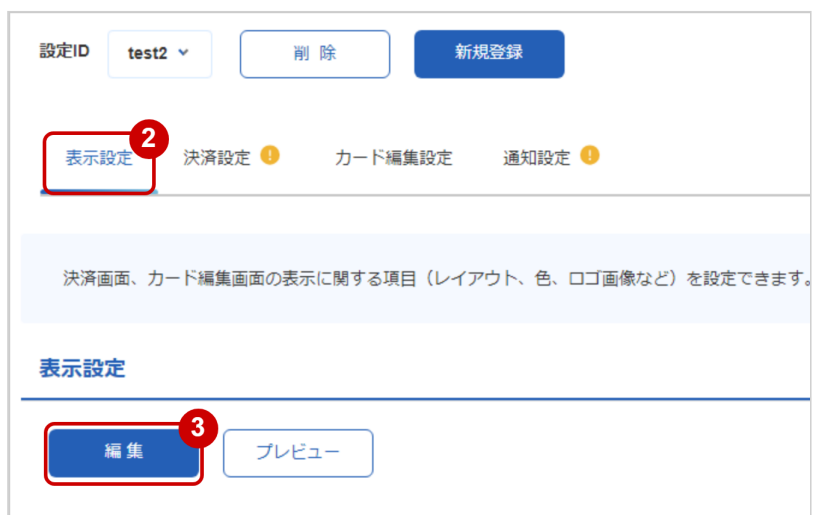 設定ID test2 削 除 新規登録
2
表示設定 決済設定 ! カード編集設定 通知設定 !
決済画面、カード編集画面の表示に関する項目（レイアウト、色、ロゴ画像など）を設定できます。
表示設定
3
編 集 プレビュー